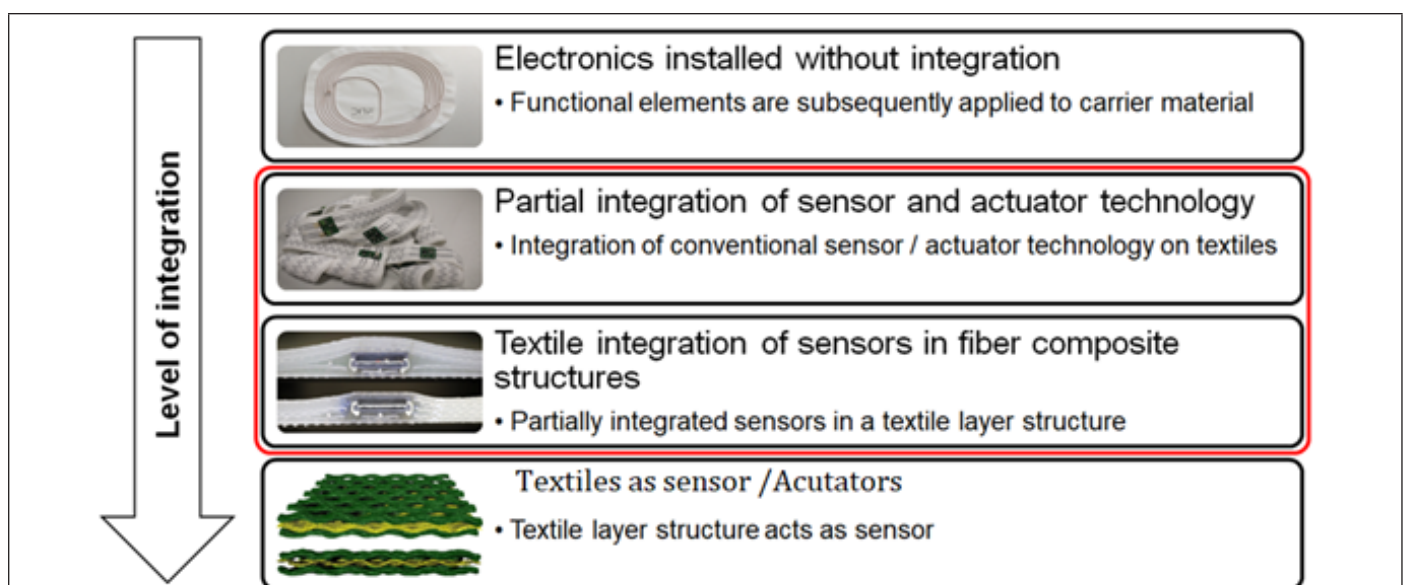 Level of integration
Electronics installed without integration
• Functional elements are subsequently applied to carrier material
Partial integration of sensor and actuator technology
• Integration of conventional sensor / actuator technology on textiles
Textile integration of sensors in fiber composite
structures
• Partially integrated sensors in a textile layer structure
Textiles as sensor /Acutators
• Textile layer structure acts as sensor